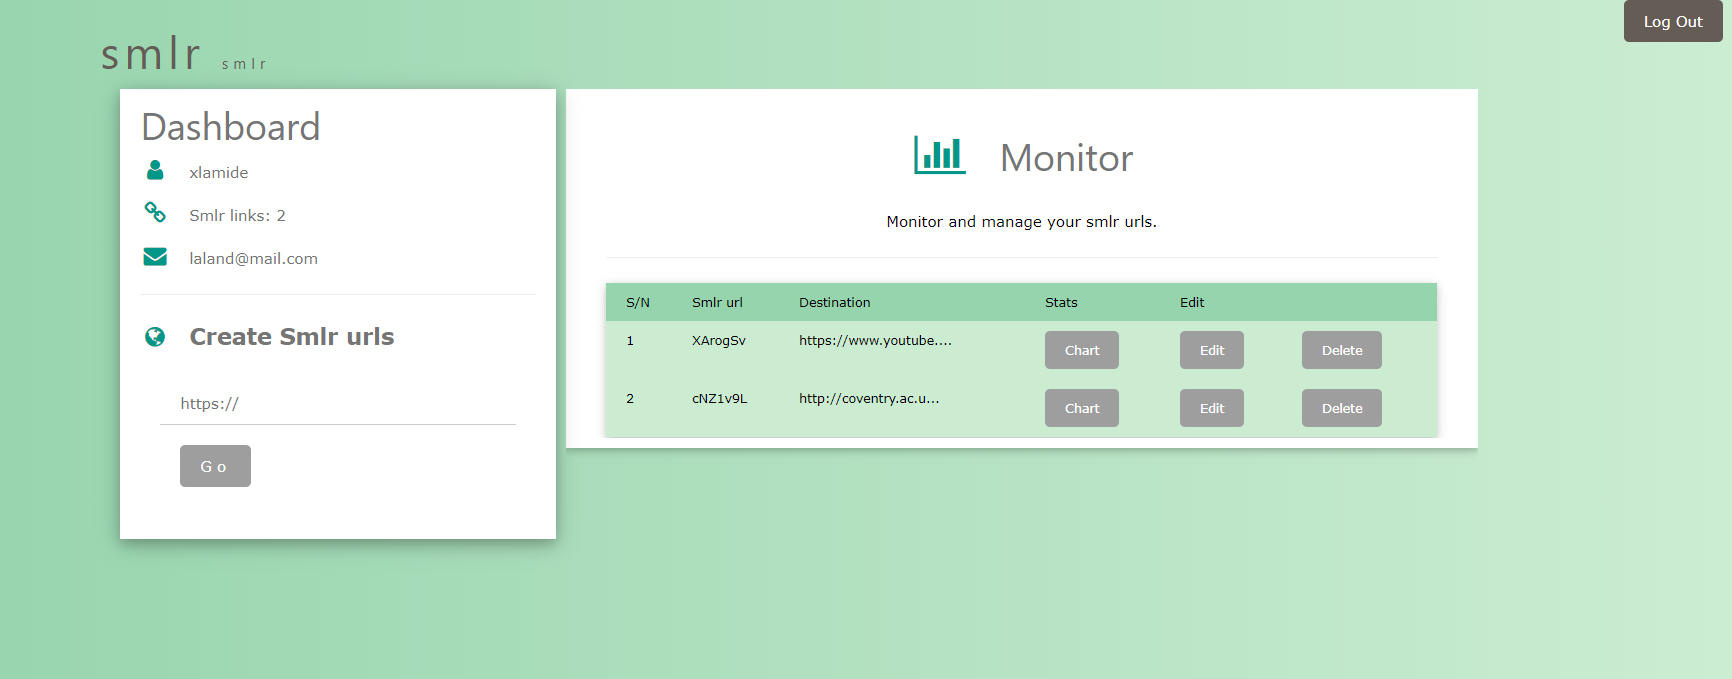 Log Out
smlr smlr
Dashboard
xlamide
Smlr links: 2
laland@mail.com
Create Smlr urls
https://
Go
Monitor
Monitor and manage your smlr urls.
S/N Smlr url Destination Stats Edit
1 XArogSv https://www.youtube.... Chart Edit Delete
2 cNZ1v9L http://coventry.ac.u... Chart Edit Delete